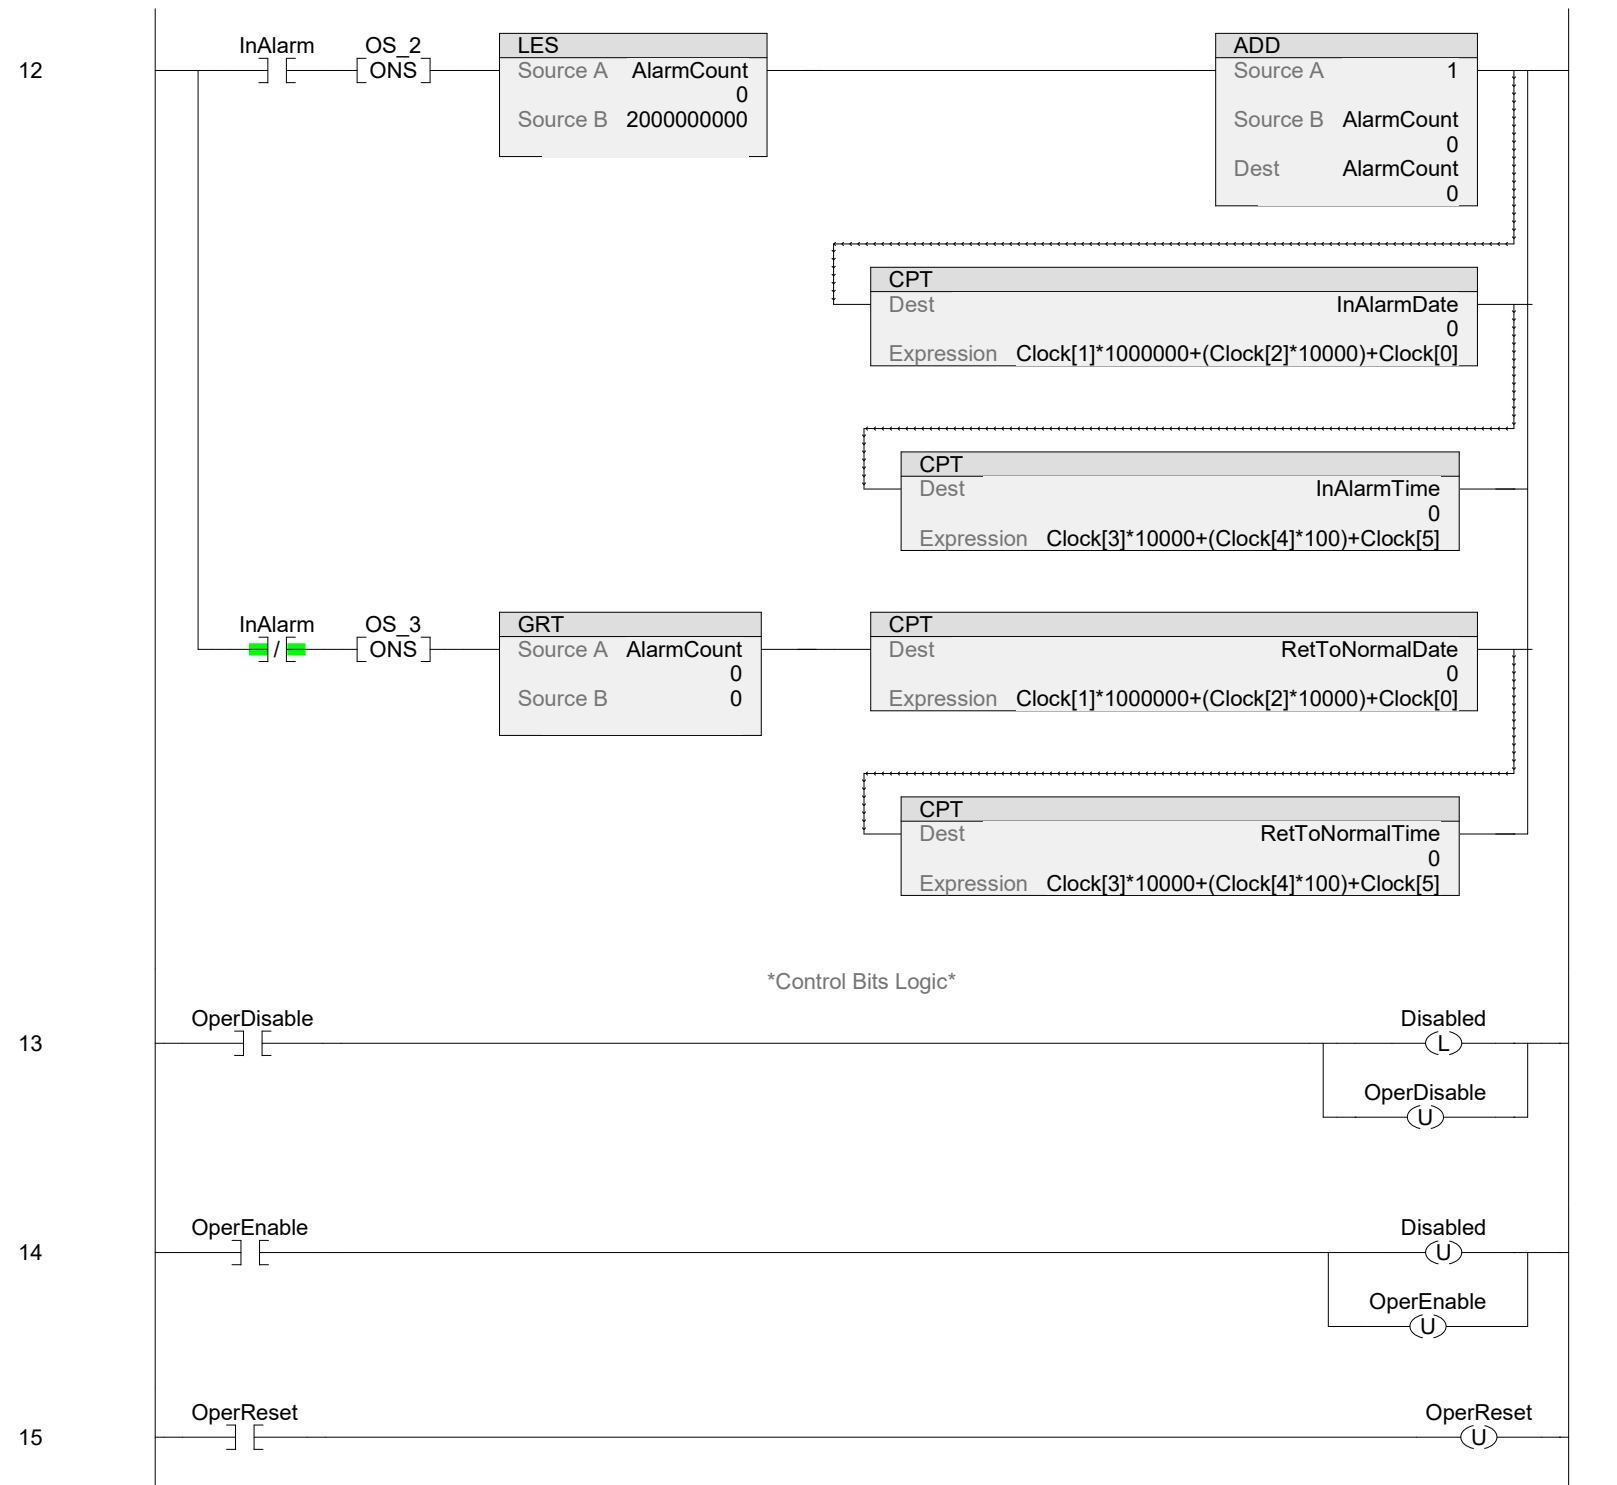 InAlarm OS_2 LES ADD
12 ONS Source A AlarmCount Source A 1
0
Source B 2000000000 Source B AlarmCount
0
Dest AlarmCount
0
CPT
Dest InAlarmDate
0
Expression Clock[1]*1000000+(Clock[2]*10000)+Clock[0]
CPT
Dest InAlarmTime
0
Expression Clock[3]*10000+(Clock[4]*100)+Clock[5]
InAlarm OS_3 GRT CPT
/ ONS Source A AlarmCount Dest RetToNormalDate
0 0
Source B 0 Expression Clock[1]*1000000+(Clock[2]*10000)+Clock[0]
CPT
Dest RetToNormalTime
0
Expression Clock[3]*10000+(Clock[4]*100)+Clock[5]
*Control Bits Logic*
OperDisable Disabled
13 L
OperDisable
U
OperEnable Disabled
14 U
OperEnable
U
OperReset OperReset
15 U